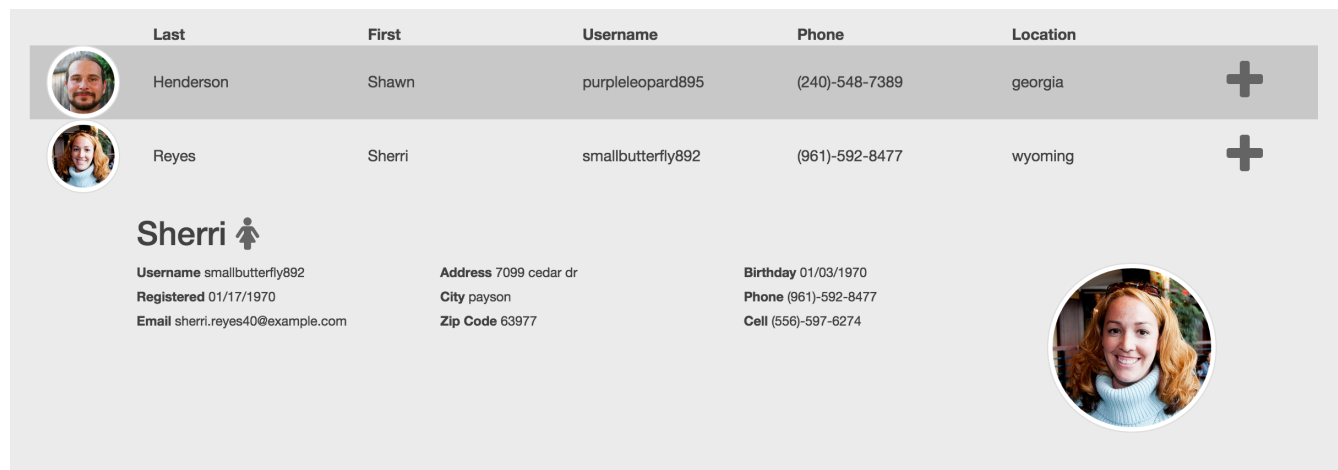 Last First Username Phone Location
Henderson Shawn purpleleopard895 (240)-548-7389 georgia
Reyes Sherri smallbutterfly892 (961)-592-8477 wyoming
Sherri
Username smallbutterfly892 Address 7099 cedar dr Birthday 01/03/1970
Registered 01/17/1970 City payson Phone (961)-592-8477
Email sherri.reyes40@example.com Zip Code 63977 Cell (556)-597-6274